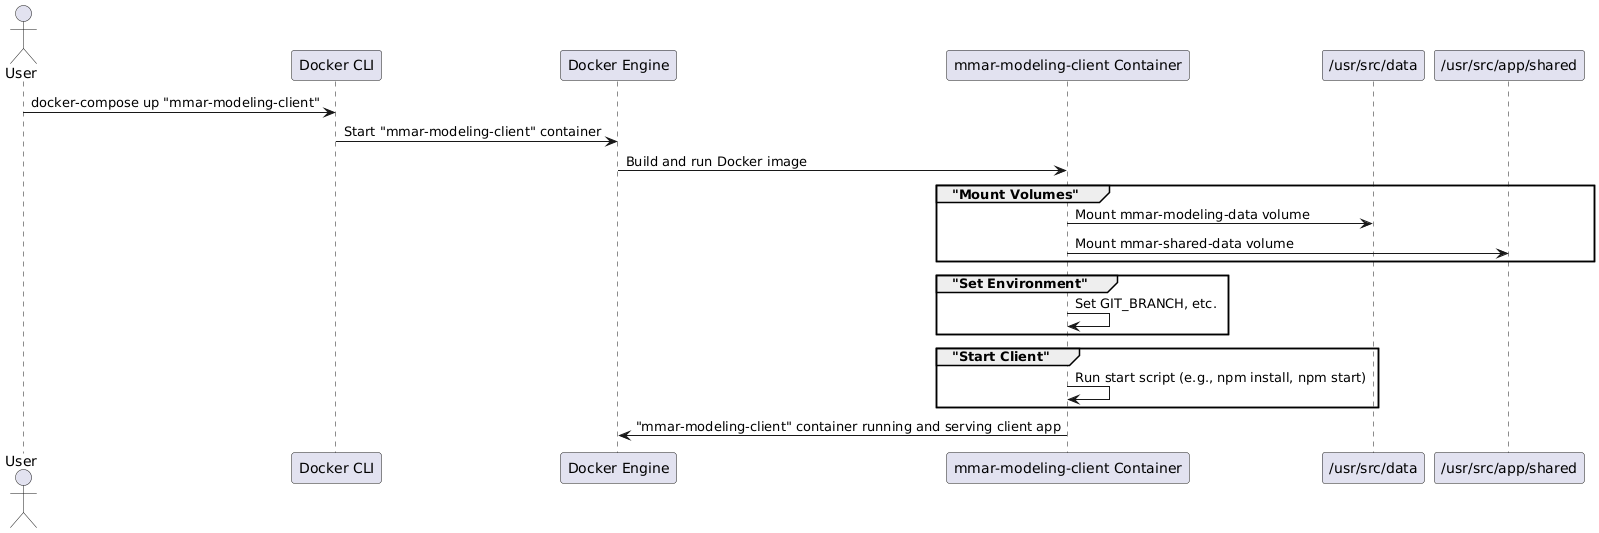 User
Docker CLI
Docker Engine
mmar-modeling-client Container
/usr/src/data
/usr/src/app/shared
docker-compose up "mmar-modeling-client"
Start "mmar-modeling-client" container
Build and run Docker image
"Mount Volumes"
Mount mmar-modeling-data volume
Mount mmar-shared-data volume
"Set Environment"
Set GIT_BRANCH, etc.
"Start Client"
Run start script (e.g., npm install, npm start)
"mmar-modeling-client" container running and serving client app
User
Docker CLI
Docker Engine
mmar-modeling-client Container
/usr/src/data
/usr/src/app/shared